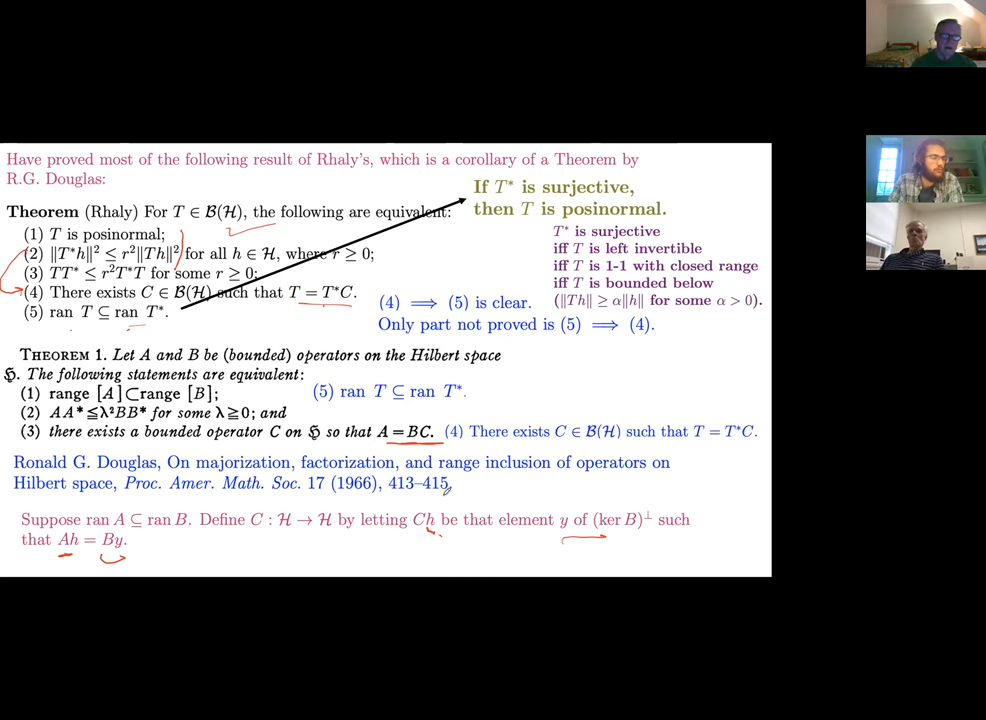 Have proved most of the following result of Rhaly's, which is a corollary of a Theorem by
R.G. Douglas:
Theorem (Rhaly) For T ∈ B(H), the following are equivalent:
(1) T is posinormal;
(2) ‖T*h‖² ≤ r²‖Th‖² for all h ∈ H, where r ≥ 0;
(3) TT* ≤ r²T*T for some r ≥ 0;
(4) There exists C ∈ B(H) such that T = T*C.
(5) ran T ⊆ ran T*.
If T* is surjective,
then T is posinormal.
T* is surjective
iff T is left invertible
iff T is 1-1 with closed range
iff T is bounded below
(‖Th‖ ≥ α‖h‖ for some α > 0).
(4) ⟹ (5) is clear.
Only part not proved is (5) ⟹ (4).
THEOREM 1. Let A and B be (bounded) operators on the Hilbert space
ℌ. The following statements are equivalent:
(1) range [A]⊂range [B];
(5) ran T ⊆ ran T*.
(2) AA*≦λ²BB* for some λ≧0; and
(3) there exists a bounded operator C on ℌ so that A = BC.
(4) There exists C ∈ B(H) such that T = T*C.
Ronald G. Douglas, On majorization, factorization, and range inclusion of operators on
Hilbert space, Proc. Amer. Math. Soc. 17 (1966), 413–415.
Suppose ran A ⊆ ran B. Define C : H → H by letting Ch be that element y of (ker B)⊥ such
that Ah = By.